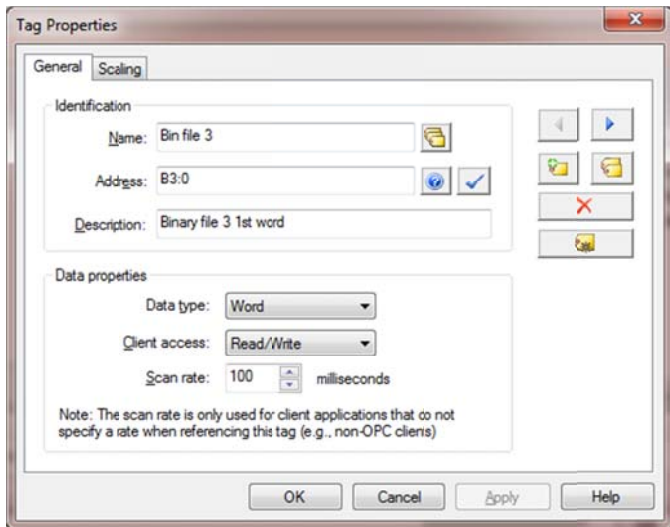 Tag Properties
General Scaling
Identification
Name: Bin file 3
Address: B3:0
Description: Binary file 3 1st word
Data properties
Data type: Word
Client access: Read/Write
Scan rate: 100 milliseconds
Note: The scan rate is only used for client applications that do not
specify a rate when referencing this tag (e.g., non-OPC clients)
OK Cancel Apply Help